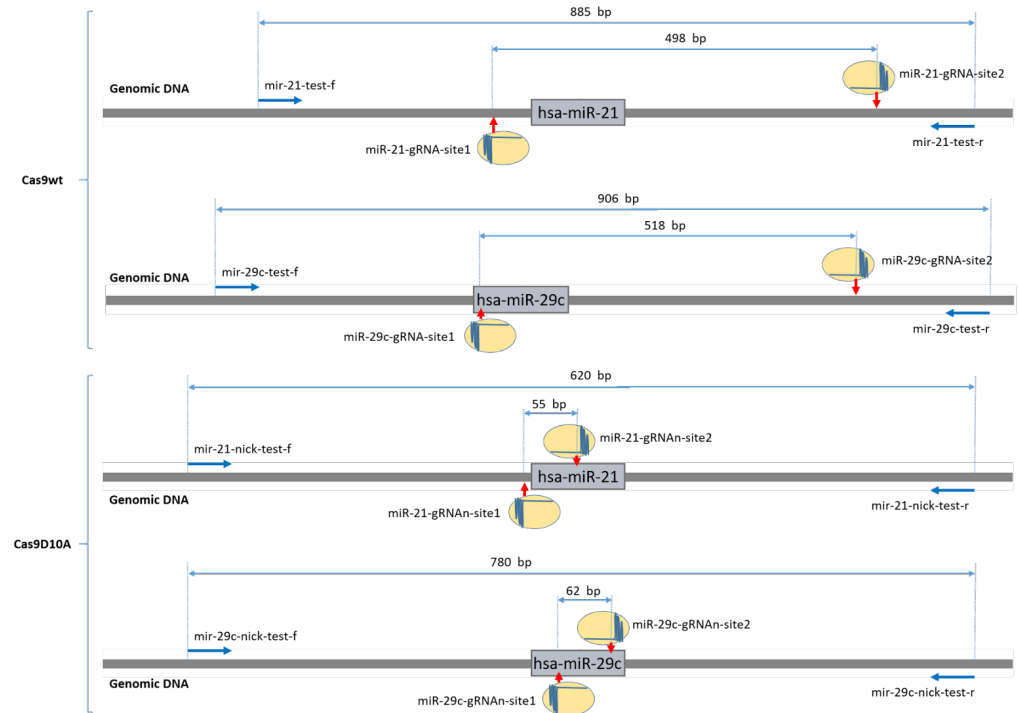 885 bp
498 bp
mir-21-test-f
miR-21-gRNA-site2
Genomic DNA
hsa-miR-21
miR-21-gRNA-site1
mir-21-test-r
Cas9wt
906 bp
518 bp
mir-29c-test-f
miR-29c-gRNA-site2
Genomic DNA
hsa-miR-29c
miR-29c-gRNA-site1
mir-29c-test-r
620 bp
55 bp
mir-21-nick-test-f
miR-21-gRNAn-site2
hsa-miR-21
Genomic DNA
miR-21-gRNAn-site1
mir-21-nick-test-r
Cas9D10A
780 bp
62 bp
mir-29c-nick-test-f
miR-29c-gRNAn-site2
hsa-miR-29c
Genomic DNA
miR-29c-gRNAn-site1
mir-29c-nick-test-r